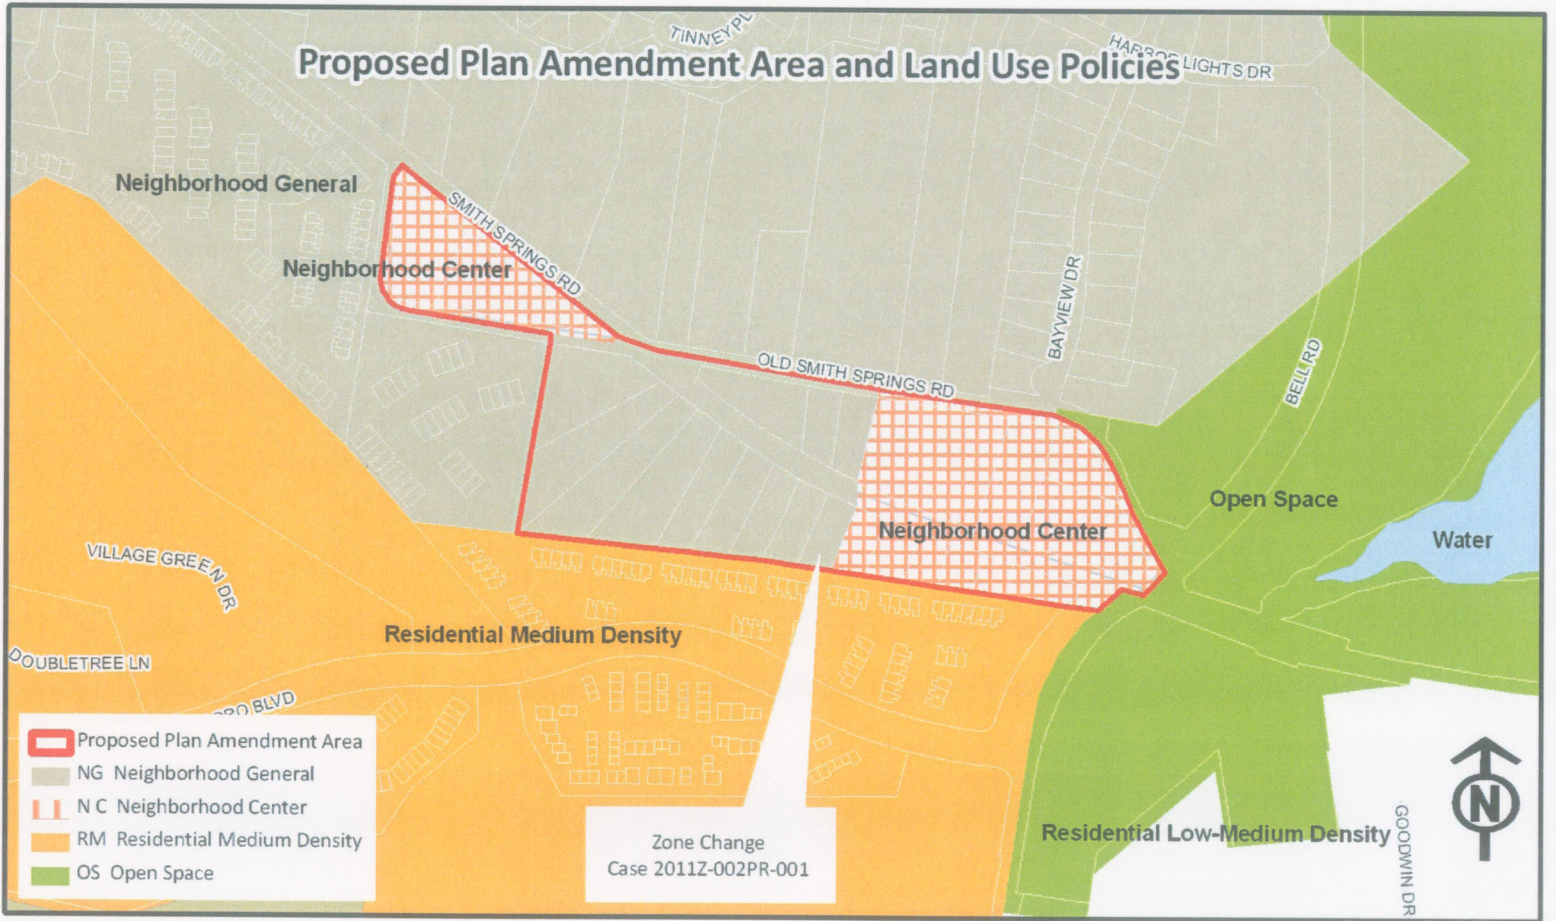 TINNEY PL
HARBOR LIGHTS DR
Proposed Plan Amendment Area and Land Use Policies
Neighborhood General
SMITH SPRINGS RD
Neighborhood Center
BAYVIEW DR
OLD SMITH SPRINGS RD
BELL RD
Open Space
Neighborhood Center
Water
VILLAGE GREEN DR
Residential Medium Density
DOUBLETREE LN
BLVD
Proposed Plan Amendment Area
NG Neighborhood General
N C Neighborhood Center
RM Residential Medium Density
OS Open Space
Zone Change
Case 2011Z-002PR-001
Residential Low-Medium Density
GOODWIN DR
N